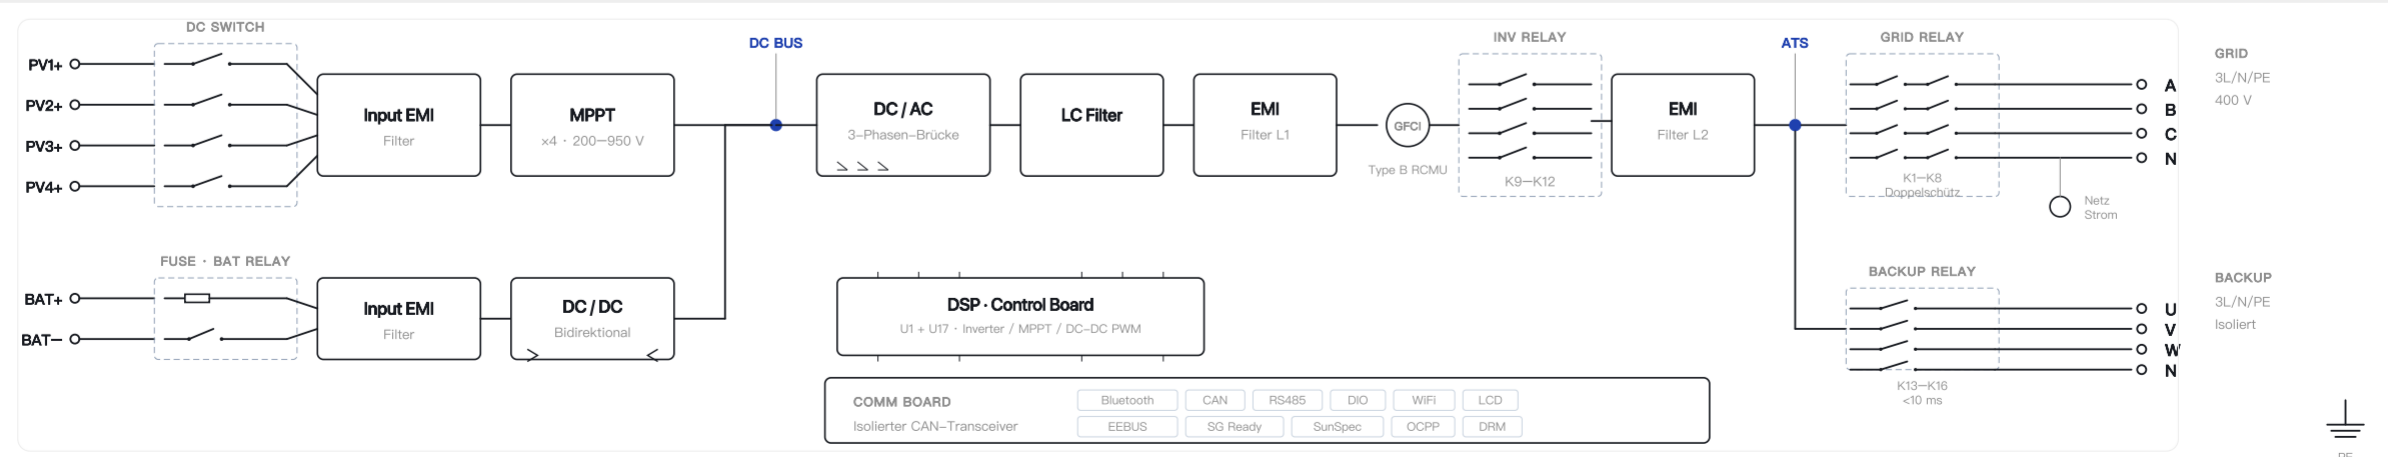 DC SWITCH
PV1+
PV2+
PV3+
PV4+
Input EMI
Filter
MPPT
×4 · 200—950 V
DC BUS
DC / AC
3-Phasen-Brücke
LC Filter
EMI
Filter L1
GFCI
Type B RCMU
INV RELAY
K9—K12
EMI
Filter L2
ATS
GRID RELAY
K1—K8
Doppelschütz
A
B
C
N
Netz
Strom
GRID
3L/N/PE
400 V
FUSE · BAT RELAY
BAT+
BAT—
Input EMI
Filter
DC / DC
Bidirektional
DSP · Control Board
U1 + U17 · Inverter / MPPT / DC-DC PWM
BACKUP RELAY
K13—K16
<10 ms
U
V
W
N
BACKUP
3L/N/PE
Isoliert
COMM BOARD
Isolierter CAN-Transceiver
Bluetooth CAN RS485 DIO WiFi LCD
EEBUS SG Ready SunSpec OCPP DRM